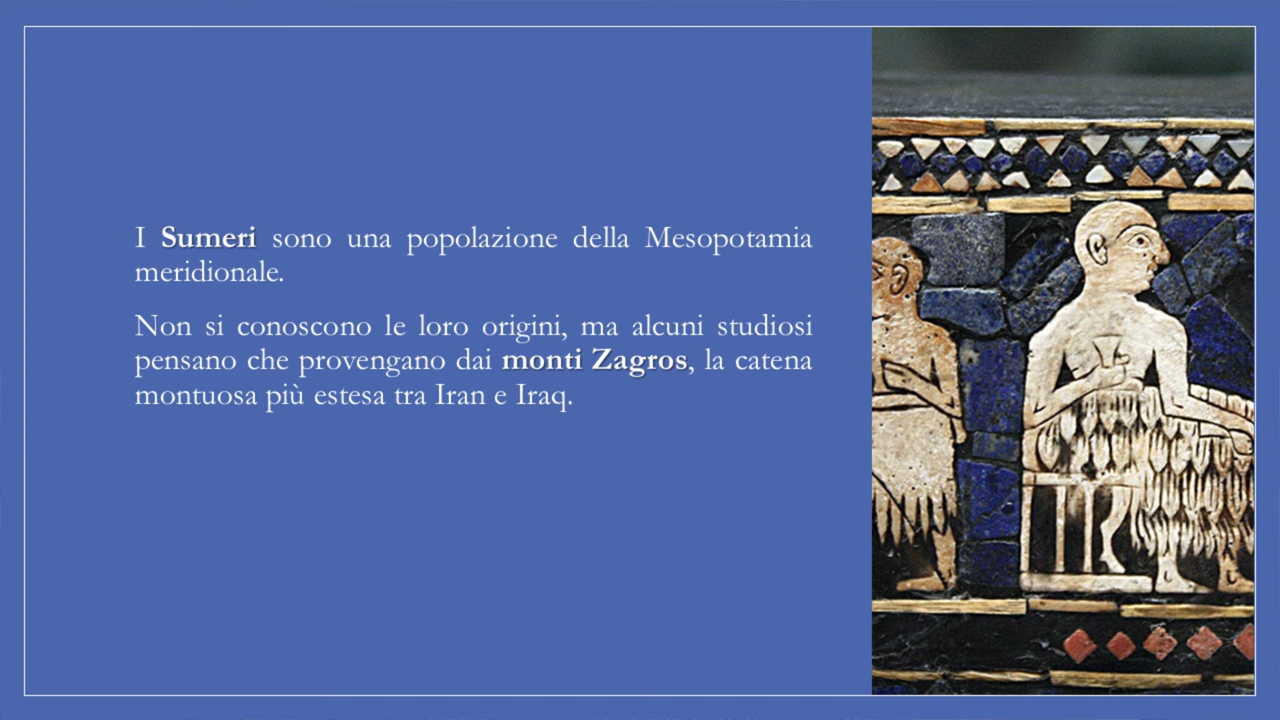 I Sumeri sono una popolazione della Mesopotamia
meridionale.
Non si conoscono le loro origini, ma alcuni studiosi
pensano che provengano dai monti Zagros, la catena
montuosa più estesa tra Iran e Iraq.